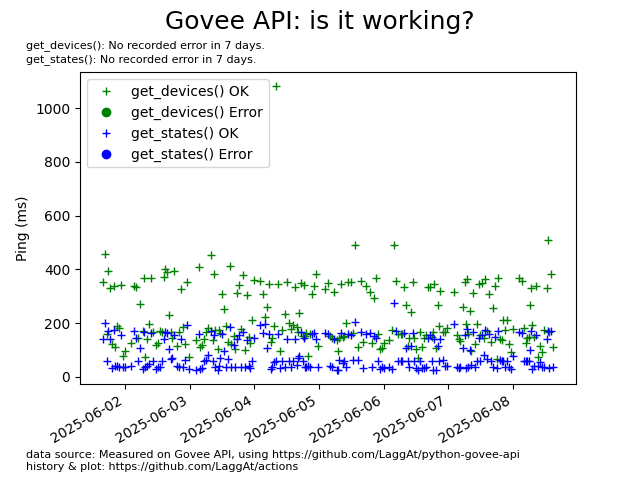 Govee API: is it working?
get_devices(): No recorded error in 7 days.
get_states(): No recorded error in 7 days.
get_devices() OK
get_devices() Error
get_states() OK
get_states() Error
Ping (ms)
1000
800
600
400
200
0
2025-06-02
2025-06-03
2025-06-04
2025-06-05
2025-06-06
2025-06-07
2025-06-08
data source: Measured on Govee API, using https://github.com/LaggAt/python-govee-api
history & plot: https://github.com/LaggAt/actions